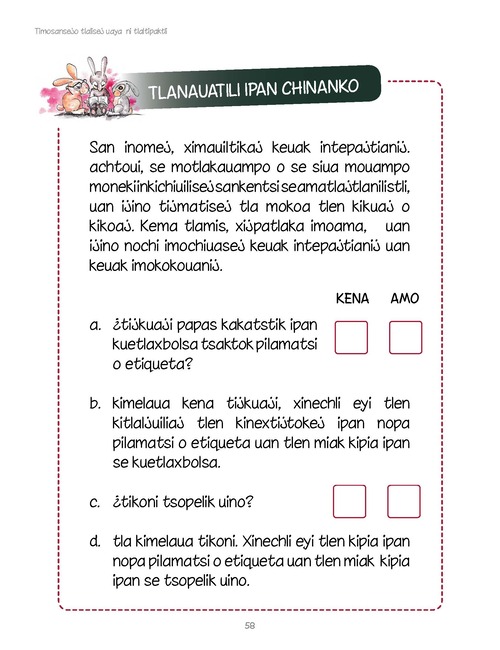 Timosansejo tlalisej uaya ni tlaltipaktli
TLANAUATILI IPAN CHINANKO
San inomej, ximauiltikaj keuak intepajtianij.
achtoui, se motlakauampo o se siua mouampo
monekiinkichiuilisej sankentsi seamatlajtlanilistli,
uan ijino tijmatisej tla mokoa tlen kikuaj o
kikoaj. Kema tlamis, xijpatlaka imoama, uan
ijino nochi imochiuasej keuak intepajtianij uan
keuak imokokouanij.
KENA AMO
a. ¿tijkuaji papas kakatstik ipan
kuetlaxbolsa tsaktok pilamatsi
o etiqueta?
b. kimelaua kena tijkuaji, xinechli eyi tlen
kitlaljuiliaj tlen kinextijtokej ipan nopa
pilamatsi o etiqueta uan tlen miak kipia ipan
se kuetlaxbolsa.
c. ¿tikoni tsopelik uino?
d. tla kimelaua tikoni. Xinechli eyi tlen kipia ipan
nopa pilamatsi o etiqueta uan tlen miak kipia
ipan se tsopelik uino.
58